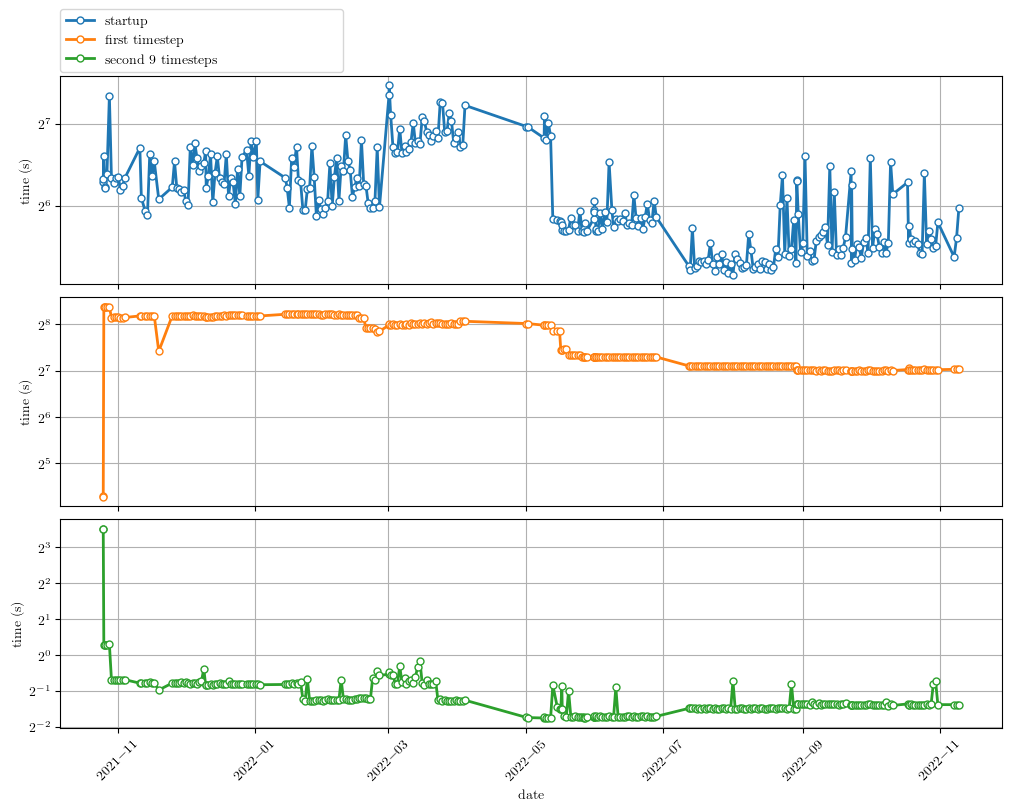 startup
first timestep
second 9 timesteps
time (s)
2^7
2^6
time (s)
2^8
2^7
2^6
2^5
time (s)
2^3
2^2
2^1
2^0
2^−1
2^−2
2021−11
2022−01
2022−03
2022−05
2022−07
2022−09
2022−11
date